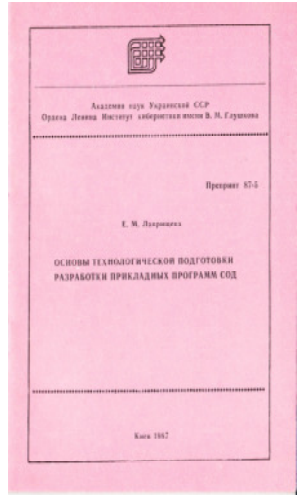 Академия наук Украинской ССР
Ордена Ленина Институт кибернетики имени В. М. Глушкова
Препринт 87-5
Е. М. Лаврищева
ОСНОВЫ ТЕХНОЛОГИЧЕСКОЙ ПОДГОТОВКИ
РАЗРАБОТКИ ПРИКЛАДНЫХ ПРОГРАММ СОД
Киев 1987